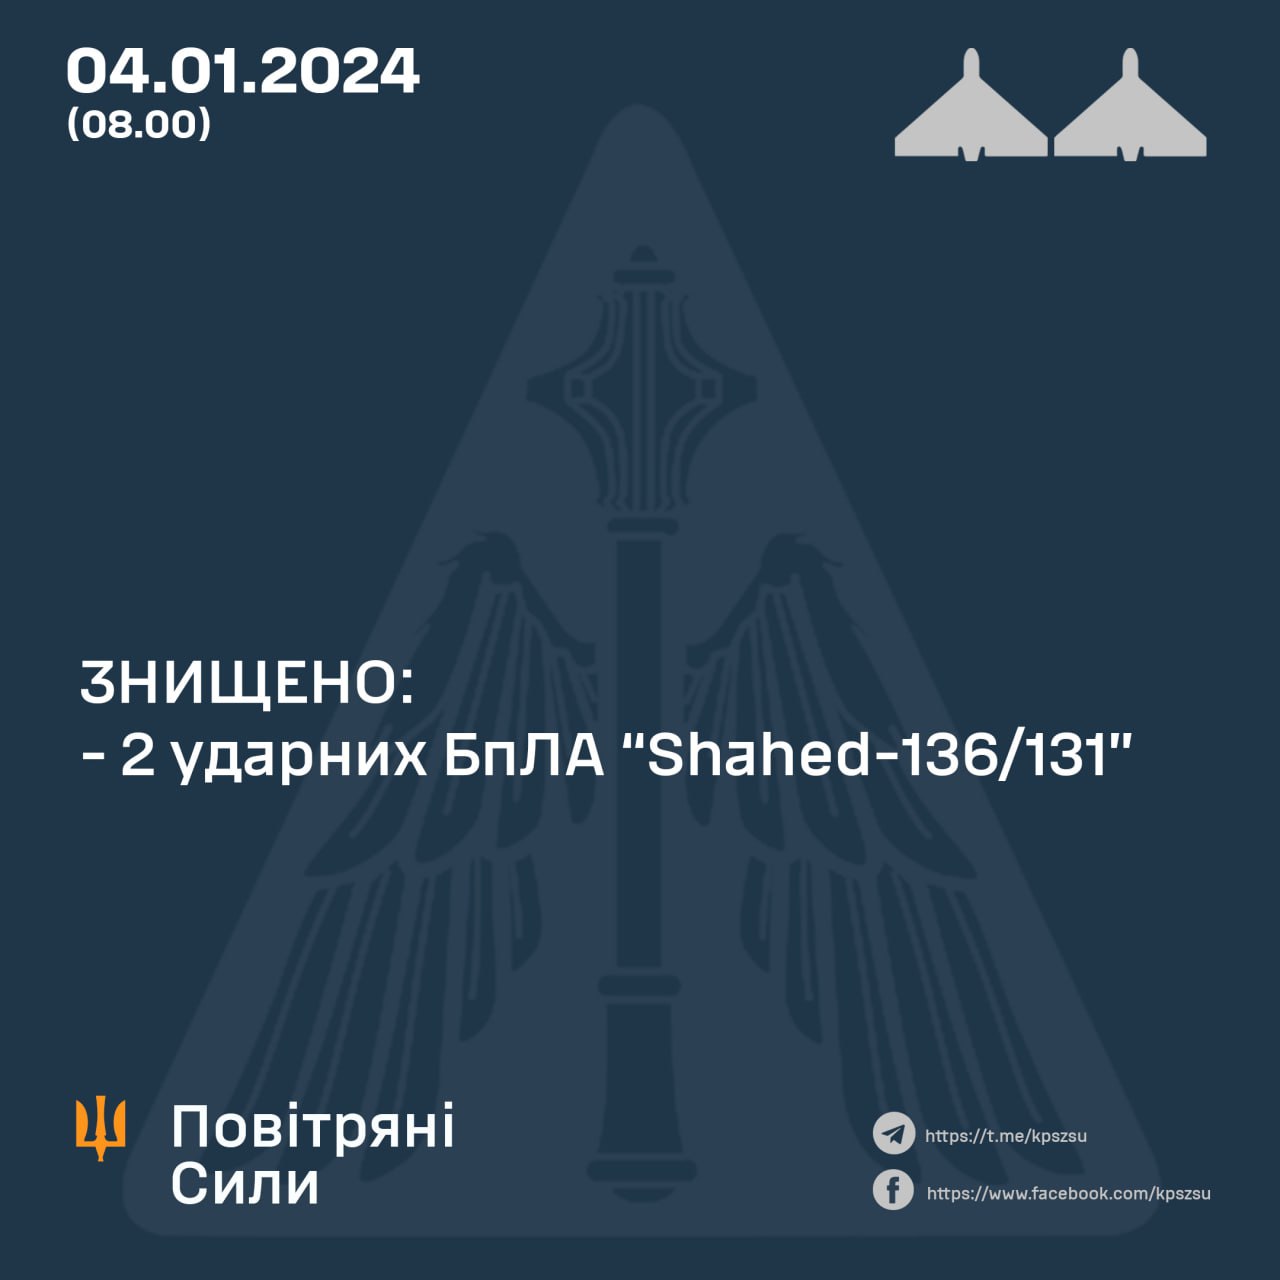 04.01.2024
(08.00)
ЗНИЩЕНО:
- 2 ударних БпЛА “Shahed-136/131”
Повітряні
Сили
https://t.me/kpszsu
https://www.facebook.com/kpszsu